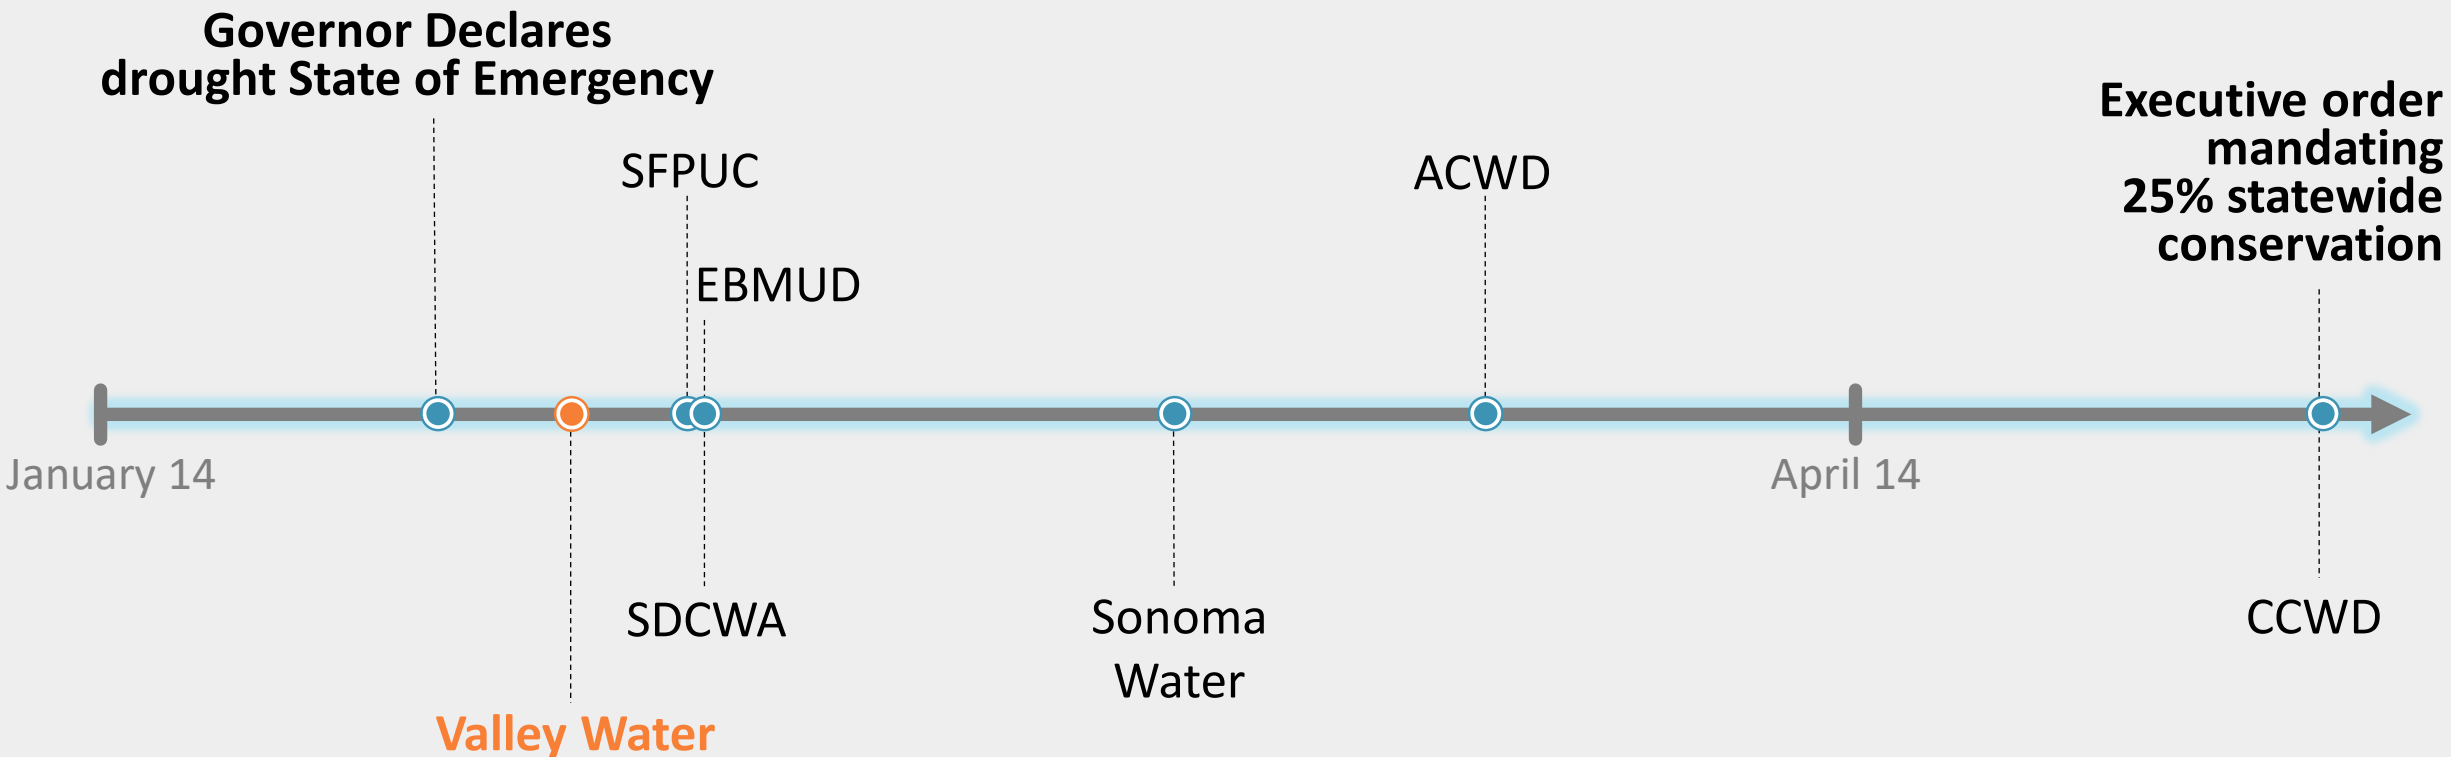 Governor Declares
drought State of Emergency
Executive order
mandating
25% statewide
conservation
SFPUC
ACWD
EBMUD
January 14
April 14
SDCWA
Sonoma
Water
CCWD
Valley Water